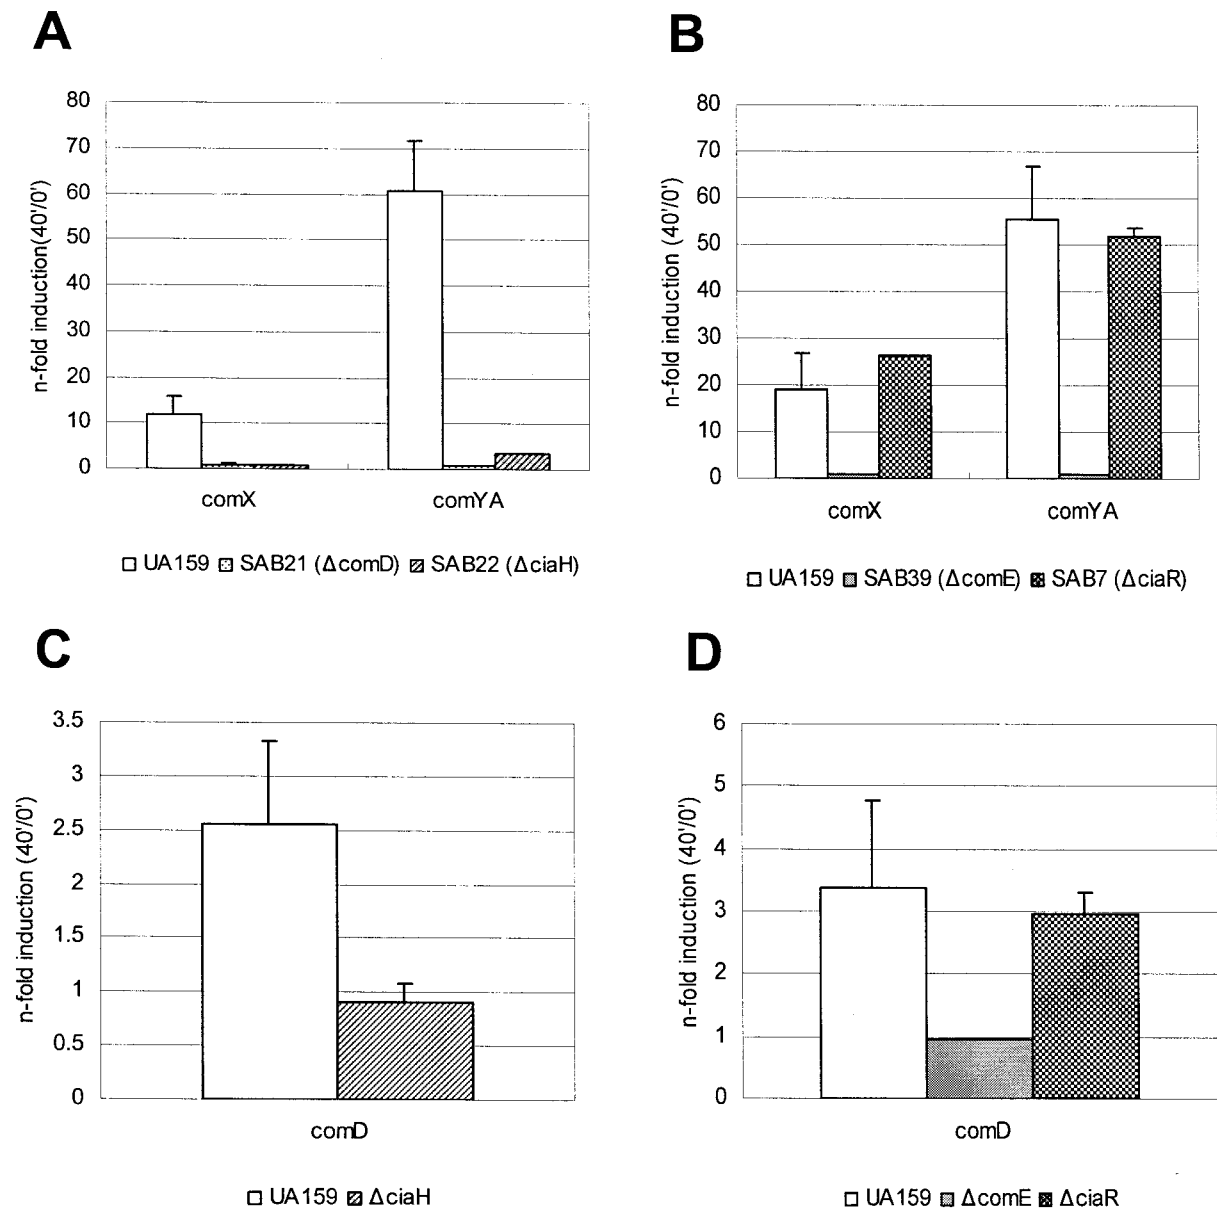 A
80
70
60
50
40
30
20
10
0
n-fold induction(40'/0')
comX comYA
UA159 SAB21 (ΔcomD) SAB22 (ΔciaH)
B
80
70
60
50
40
30
20
10
0
n-fold induction (40'/0')
comX comYA
UA159 SAB39 (ΔcomE) SAB7 (ΔciaR)
C
3.5
3
2.5
2
1.5
1
0.5
0
n-fold induction (40'/0')
comD
UA159 ΔciaH
D
6
5
4
3
2
1
0
n-fold induction (40'/0')
comD
UA159 ΔcomE ΔciaR